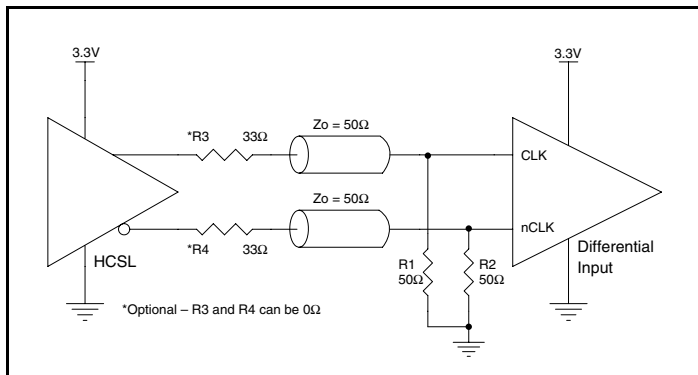 3.3V
3.3V
*R3
33Ω
Zo = 50Ω
CLK
Zo = 50Ω
nCLK
*R4
33Ω
HCSL
R1
50Ω
R2
50Ω
Differential
Input
*Optional – R3 and R4 can be 0Ω